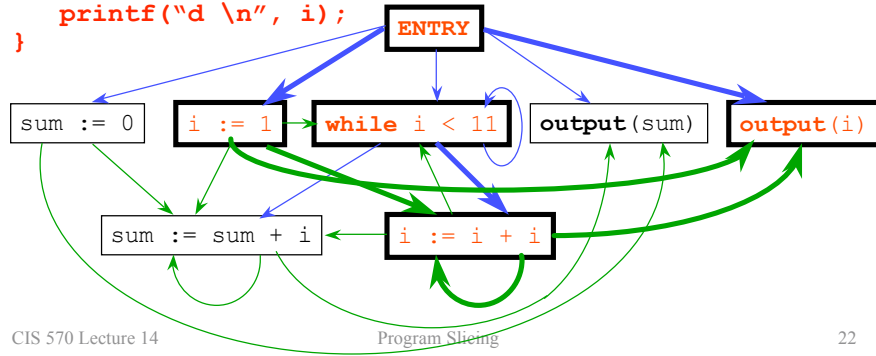 printf(“d \n”, i);
}
ENTRY
sum := 0
i := 1
while i < 11
output(sum)
output(i)
sum := sum + i
i := i + i
CIS 570 Lecture 14
Program Slicing
22